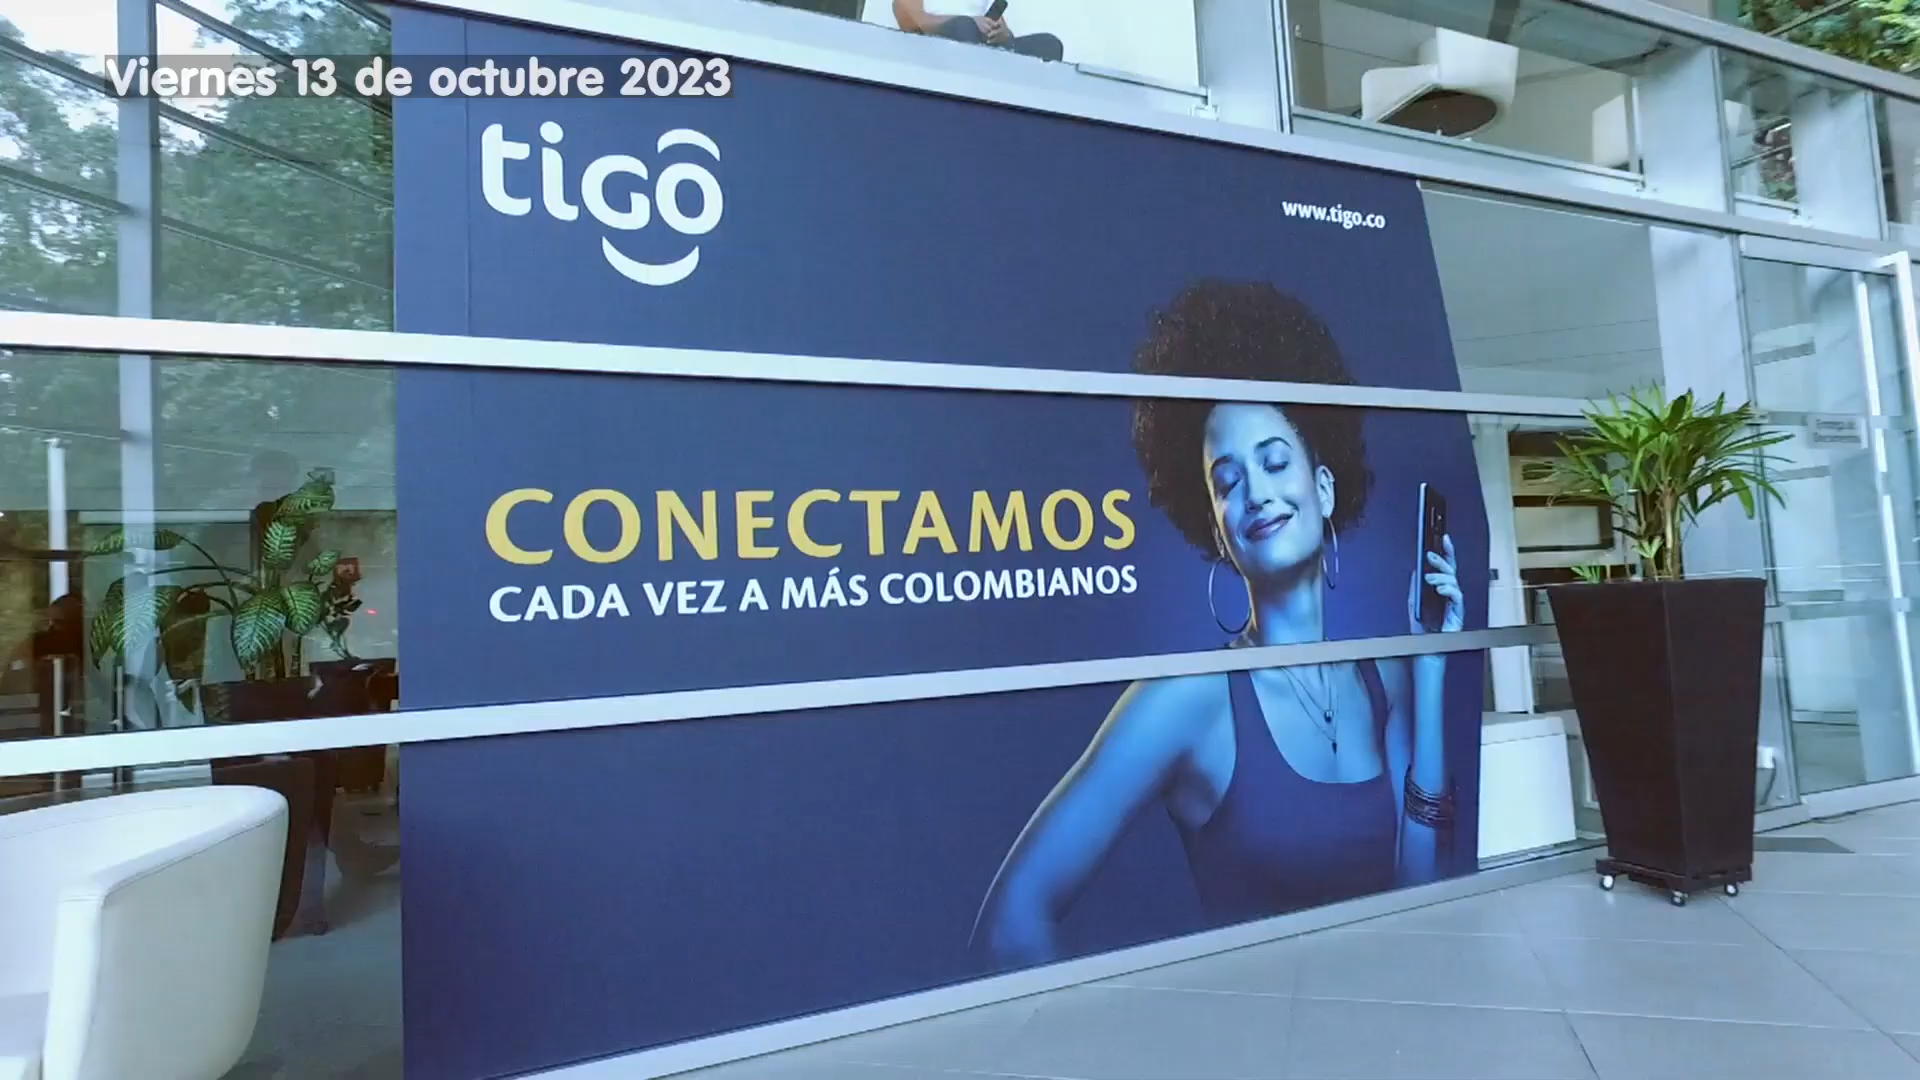 Viernes 13 de octubre 2023
tigo
www.tigo.co
CONECTAMOS
CADA VEZ A MÁS COLOMBIANOS